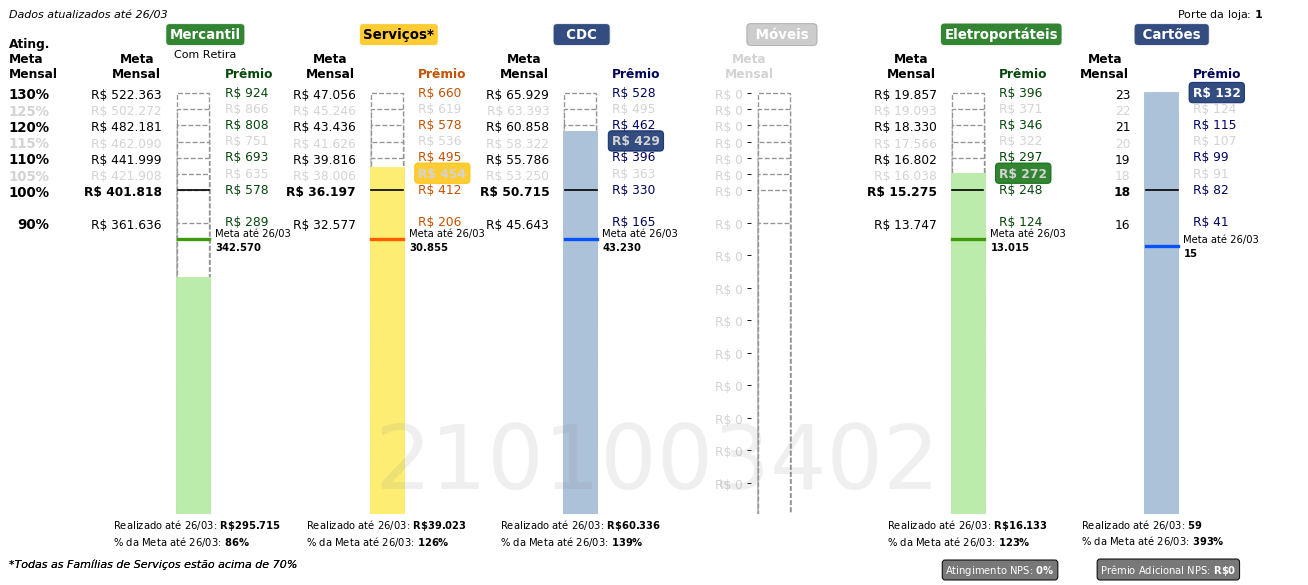 Dados atualizados até 26/03
Porte da loja: 1
Mercantil Serviços* CDC Móveis Eletroportáteis Cartões
Com Retira
Ating. Meta Mensal
Meta Mensal Prêmio Meta Mensal Prêmio Meta Mensal Prêmio Meta Mensal Meta Mensal Prêmio Meta Mensal Prêmio
130% R$ 522.363 R$ 924 R$ 47.056 R$ 660 R$ 65.929 R$ 528 R$ 0 R$ 19.857 R$ 396 23 R$ 132
125% R$ 502.272 R$ 866 R$ 45.246 R$ 619 R$ 63.393 R$ 495 R$ 0 R$ 19.093 R$ 371 22 R$ 124
120% R$ 482.181 R$ 808 R$ 43.436 R$ 578 R$ 60.858 R$ 462 R$ 0 R$ 18.330 R$ 346 21 R$ 115
115% R$ 462.090 R$ 751 R$ 41.626 R$ 536 R$ 58.322 R$ 429 R$ 0 R$ 17.566 R$ 322 20 R$ 107
110% R$ 441.999 R$ 693 R$ 39.816 R$ 495 R$ 55.786 R$ 396 R$ 0 R$ 16.802 R$ 297 19 R$ 99
105% R$ 421.908 R$ 635 R$ 38.006 R$ 454 R$ 53.250 R$ 363 R$ 0 R$ 16.038 R$ 272 18 R$ 91
100% R$ 401.818 R$ 578 R$ 36.197 R$ 412 R$ 50.715 R$ 330 R$ 0 R$ 15.275 R$ 248 18 R$ 82
90% R$ 361.636 R$ 289 R$ 32.577 R$ 206 R$ 45.643 R$ 165 R$ 0 R$ 13.747 R$ 124 16 R$ 41
Meta até 26/03 Meta até 26/03 Meta até 26/03 Meta até 26/03 Meta até 26/03
342.570 30.855 43.230 13.015 15
R$ 0
R$ 0
R$ 0
R$ 0
R$ 0
R$ 0
R$ 0
R$ 0
2101003402
Realizado até 26/03: R$295.715 Realizado até 26/03: R$39.023 Realizado até 26/03: R$60.336 Realizado até 26/03: R$16.133 Realizado até 26/03: 59
% da Meta até 26/03: 86% % da Meta até 26/03: 126% % da Meta até 26/03: 139% % da Meta até 26/03: 123% % da Meta até 26/03: 393%
*Todas as Famílias de Serviços estão acima de 70%
Atingimento NPS: 0% Prêmio Adicional NPS: R$0